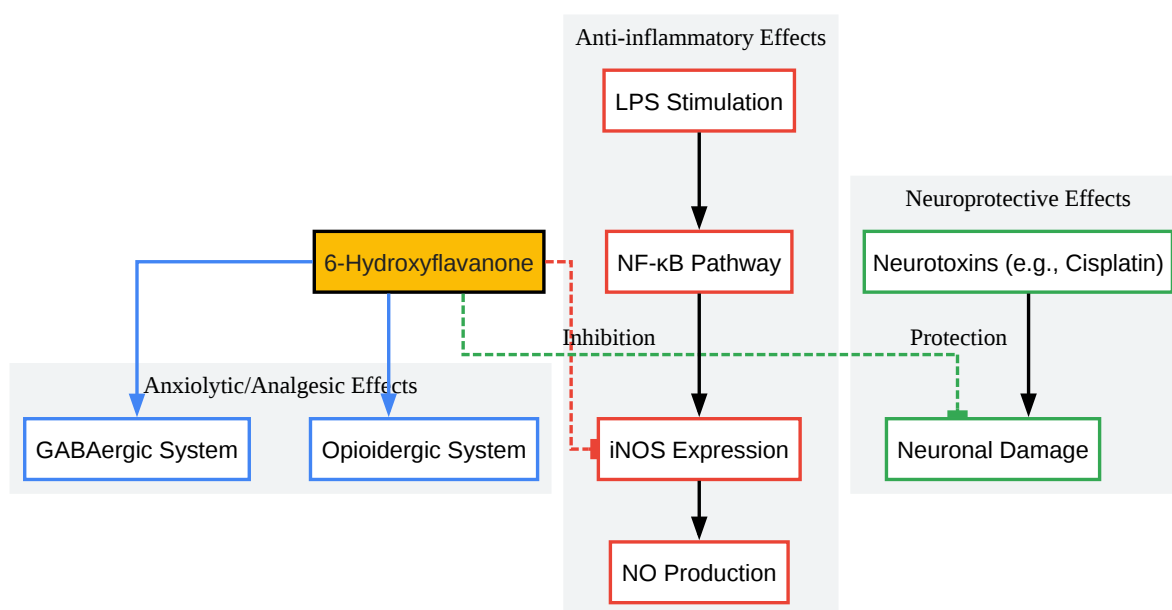 Anti-inflammatory Effects
LPS Stimulation
Neuroprotective Effects
6-Hydroxyflavanone
NF-κB Pathway
Neurotoxins (e.g., Cisplatin)
Inhibition
Protection
Anxiolytic/Analgesic Effects
GABAergic System
Opioidergic System
iNOS Expression
Neuronal Damage
NO Production